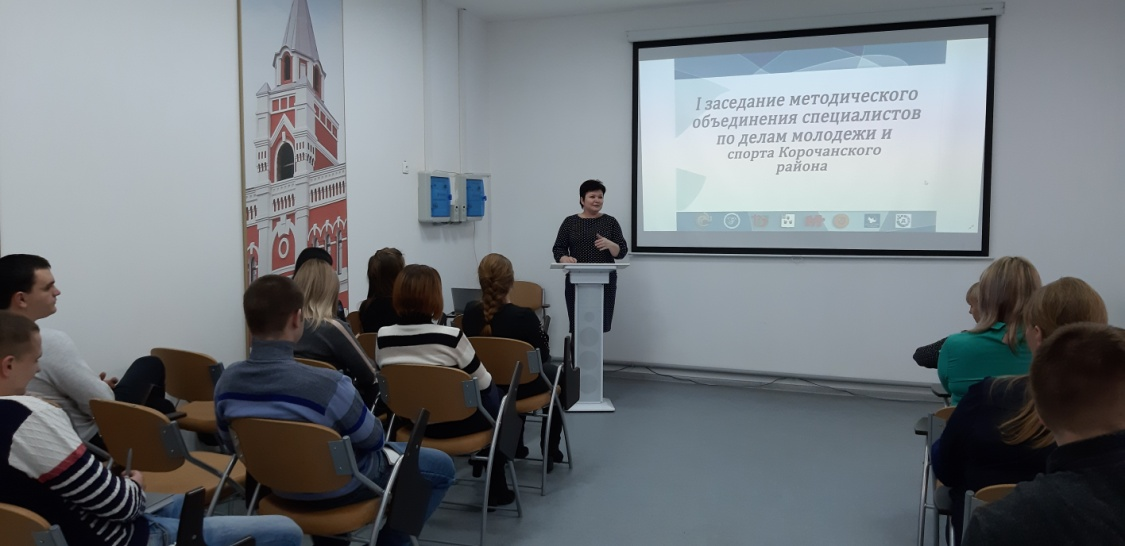 I заседание методического
объединения специалистов
по делам молодежи и
спорта Корочанского
района